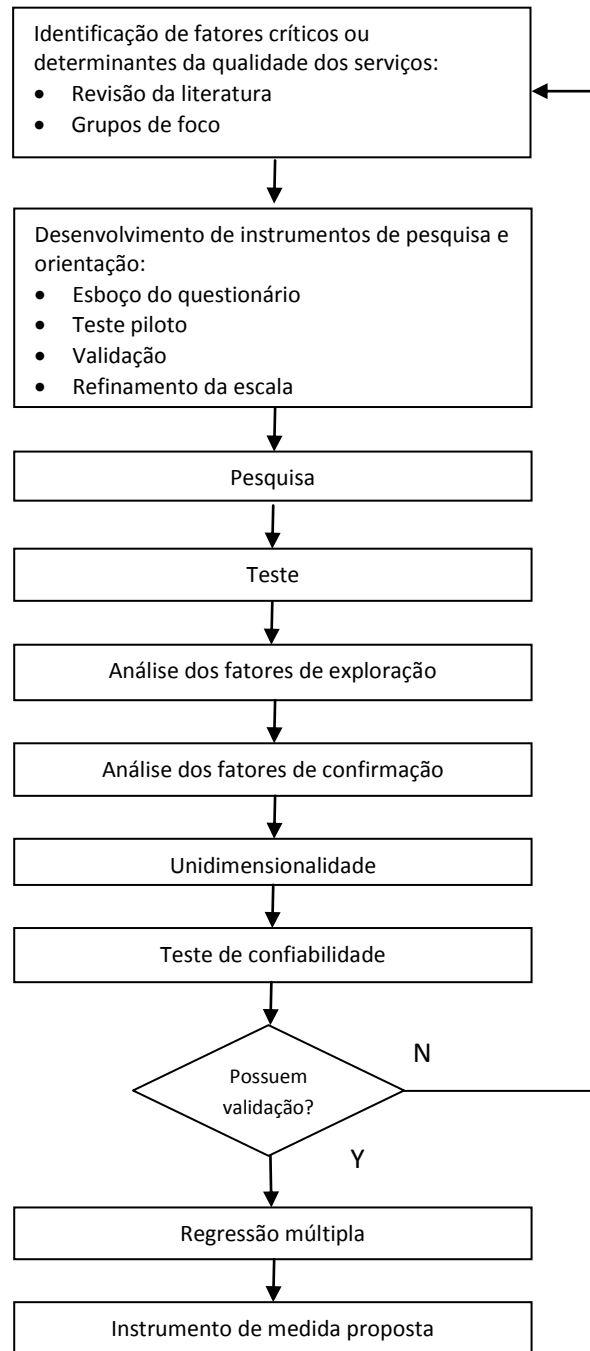 Identificação de fatores críticos ou
determinantes da qualidade dos serviços:
• Revisão da literatura
• Grupos de foco
Desenvolvimento de instrumentos de pesquisa e
orientação:
• Esboço do questionário
• Teste piloto
• Validação
• Refinamento da escala
Pesquisa
Teste
Análise dos fatores de exploração
Análise dos fatores de confirmação
Unidimensionalidade
Teste de confiabilidade
N
Possuem
validação?
Y
Regressão múltipla
Instrumento de medida proposta